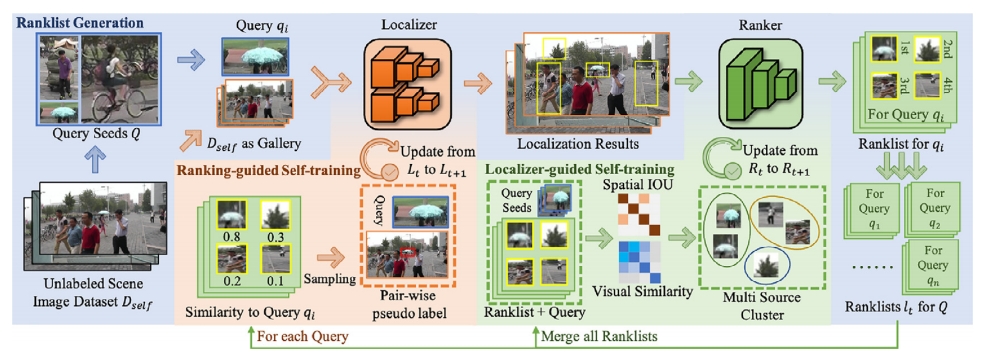 Ranklist Generation
Query q_i
Localizer
Ranker
1st
2nd
3rd
4th
For Query q_i
Query Seeds Q
D_self as Gallery
Localization Results
Ranklist for q_i
Update from
L_t to L_{t+1}
Update from
R_t to R_{t+1}
Ranking-guided Self-training
Localizer-guided Self-training
Query
Query
Seeds
Spatial IOU
For
Query
q_1
For
Query
q_2
For
Query
q_n
......
0.8
0.3
0.2
0.1
Sampling
Visual Similarity
Unlabeled Scene
Image Dataset D_self
Similarity to Query q_i
Pair-wise
pseudo label
Ranklist + Query
Multi Source
Cluster
Ranklists l_t for Q
For each Query
Merge all Ranklists